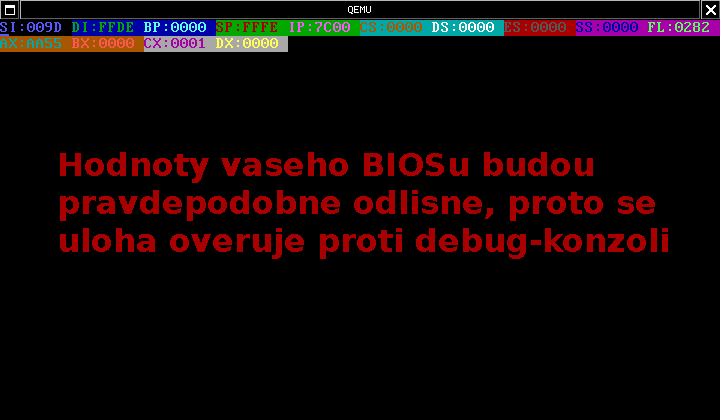 QEMU
SI:009D DI:FFDE BP:0000 SP:FFFE IP:7C00 CS:0000 DS:0000 ES:0000 SS:0000 FL:0282
AX:AA55 BX:0000 CX:0001 DX:0000
Hodnoty vaseho BIOSu budou
pravdepodobne odlisne, proto se
uloha overuje proti debug-konzoli